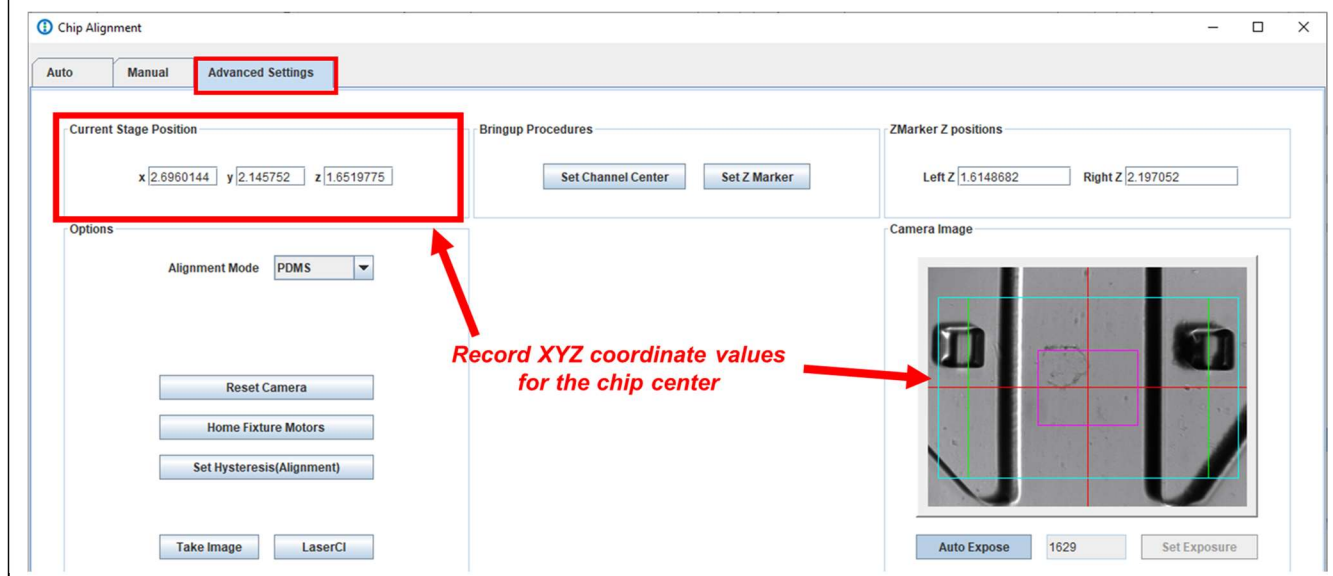 Chip Alignment
Auto
Manual
Advanced Settings
Current Stage Position
x 2.6960144 y 2.145752 z 1.6519775
Bringup Procedures
Set Channel Center
Set Z Marker
ZMarker Z positions
Left Z 1.6148682 Right Z 2.197052
Options
Alignment Mode PDMS
Reset Camera
Home Fixture Motors
Set Hysteresis(Alignment)
Take Image
LaserCl
Record XYZ coordinate values
for the chip center
Camera Image
Auto Expose
1629
Set Exposure